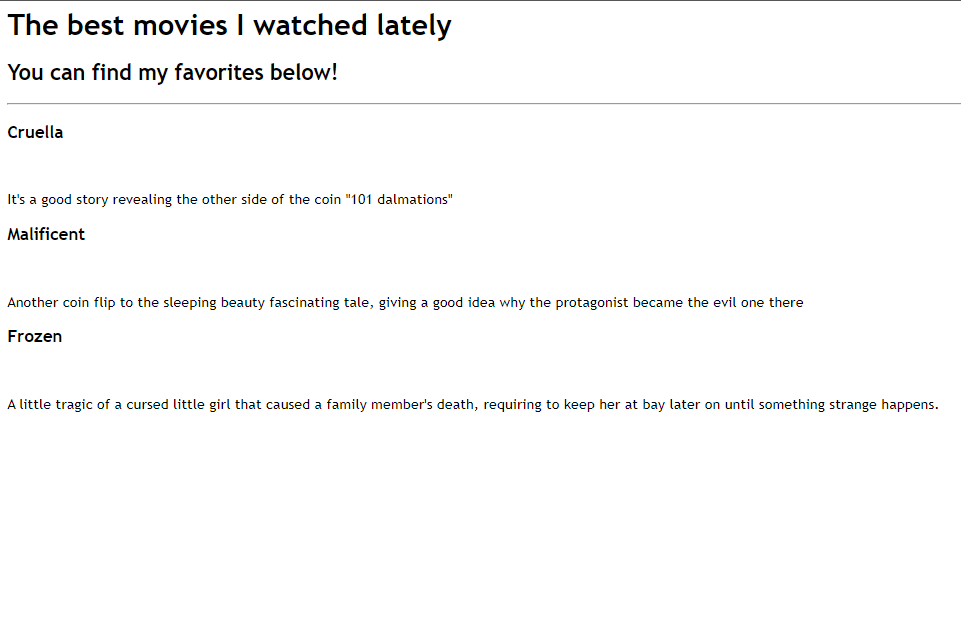 The best movies I watched lately
You can find my favorites below!
Cruella
It's a good story revealing the other side of the coin "101 dalmations"
Malificent
Another coin flip to the sleeping beauty fascinating tale, giving a good idea why the protagonist became the evil one there
Frozen
A little tragic of a cursed little girl that caused a family member's death, requiring to keep her at bay later on until something strange happens.